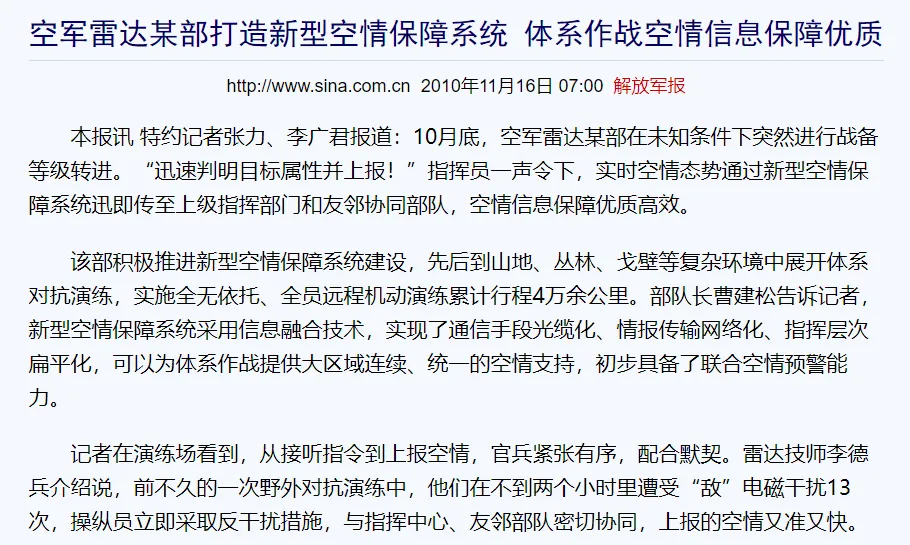 空军雷达某部打造新型空情保障系统 体系作战空情信息保障优质
http://www.sina.com.cn 2010年11月16日 07:00 解放军报
本报讯 特约记者张力、李广君报道：10月底，空军雷达某部在未知条件下突然进行战备
等级转进。“迅速判明目标属性并上报！”指挥员一声令下，实时空情态势通过新型空情保
障系统迅即传至上级指挥部门和友邻协同部队，空情信息保障优质高效。
该部积极推进新型空情保障系统建设，先后到山地、丛林、戈壁等复杂环境中展开体系
对抗演练，实施全无依托、全员远程机动演练累计行程4万余公里。部队长曹建松告诉记者，
新型空情保障系统采用信息融合技术，实现了通信手段光缆化、情报传输网络化、指挥层次
扁平化，可以为体系作战提供大区域连续、统一的空情支持，初步具备了联合空情预警能
力。
记者在演练场看到，从接听指令到上报空情，官兵紧张有序，配合默契。雷达技师李德
兵介绍说，前不久的一次野外对抗演练中，他们在不到两个小时里遭受“敌”电磁干扰13
次，操纵员立即采取反干扰措施，与指挥中心、友邻部队密切协同，上报的空情又准又快。